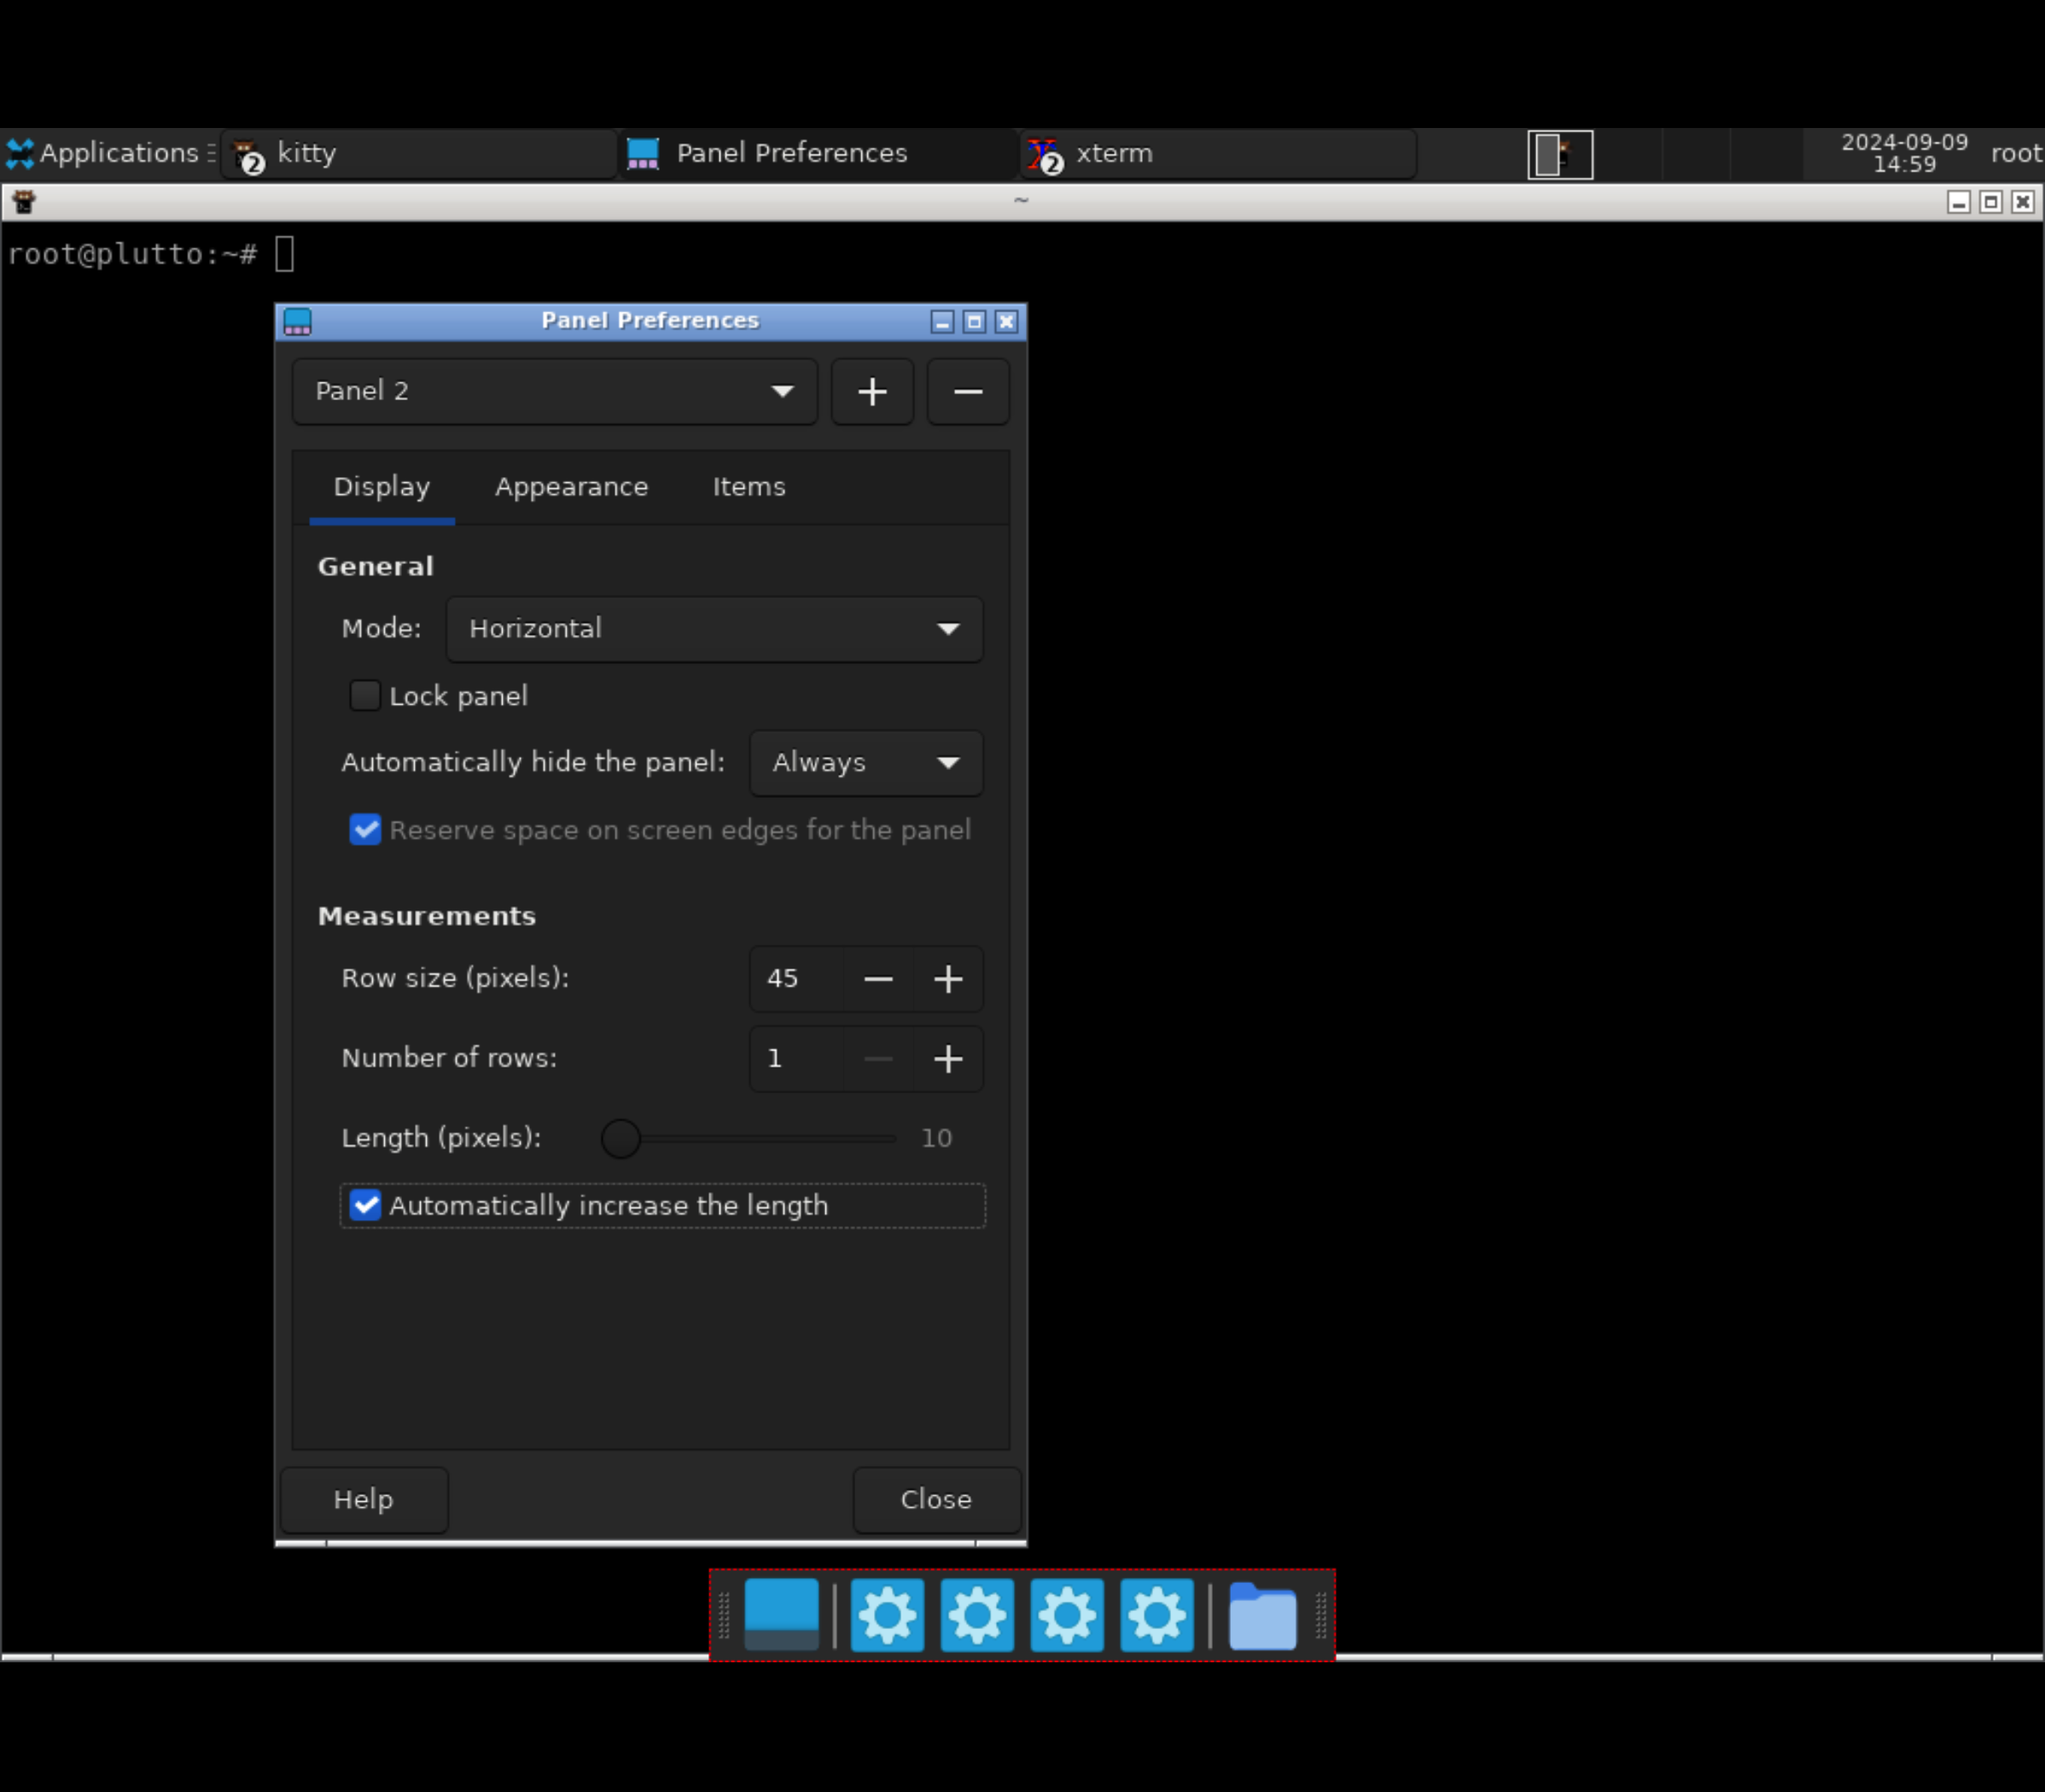 Applications
2 kitty
Panel Preferences
2 xterm
2024-09-09
14:59
root
~
root@plutto:~#
Panel Preferences
Panel 2
Display Appearance Items
General
Mode: Horizontal
Lock panel
Automatically hide the panel: Always
Reserve space on screen edges for the panel
Measurements
Row size (pixels): 45
Number of rows: 1
Length (pixels): 10
Automatically increase the length
Help Close